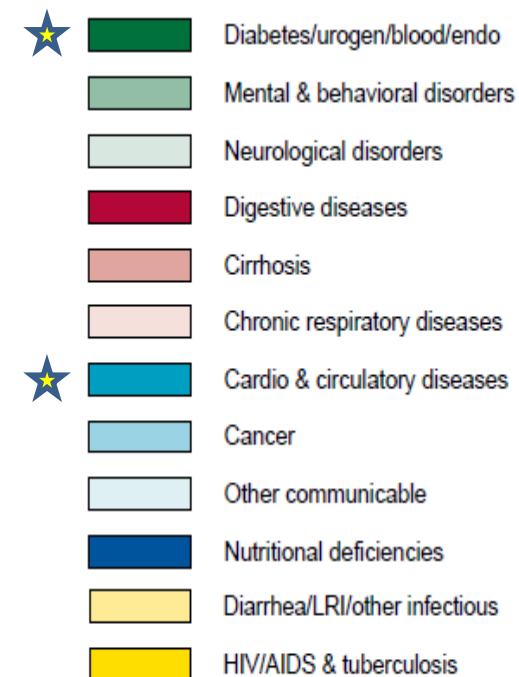 Diabetes/urogen/blood/endo
Mental & behavioral disorders
Neurological disorders
Digestive diseases
Cirrhosis
Chronic respiratory diseases
Cardio & circulatory diseases
Cancer
Other communicable
Nutritional deficiencies
Diarrhea/LRI/other infectious
HIV/AIDS & tuberculosis